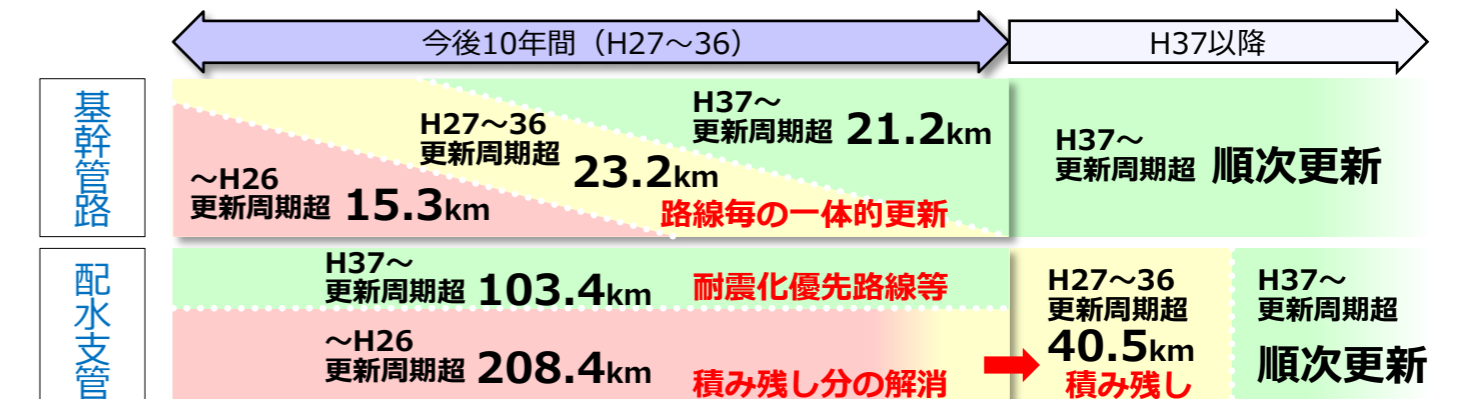 今後10年間（H27～36）
H37以降
基幹管路
～H26
更新周期超 15.3km
H27～36
更新周期超
23.2km
H37～
更新周期超 21.2km
路線毎の一体的更新
H37～
更新周期超 順次更新
配水支管
H37～
更新周期超 103.4km
耐震化優先路線等
～H26
更新周期超 208.4km
積み残し分の解消
H27～36
更新周期超
40.5km
積み残し
H37～
更新周期超
順次更新